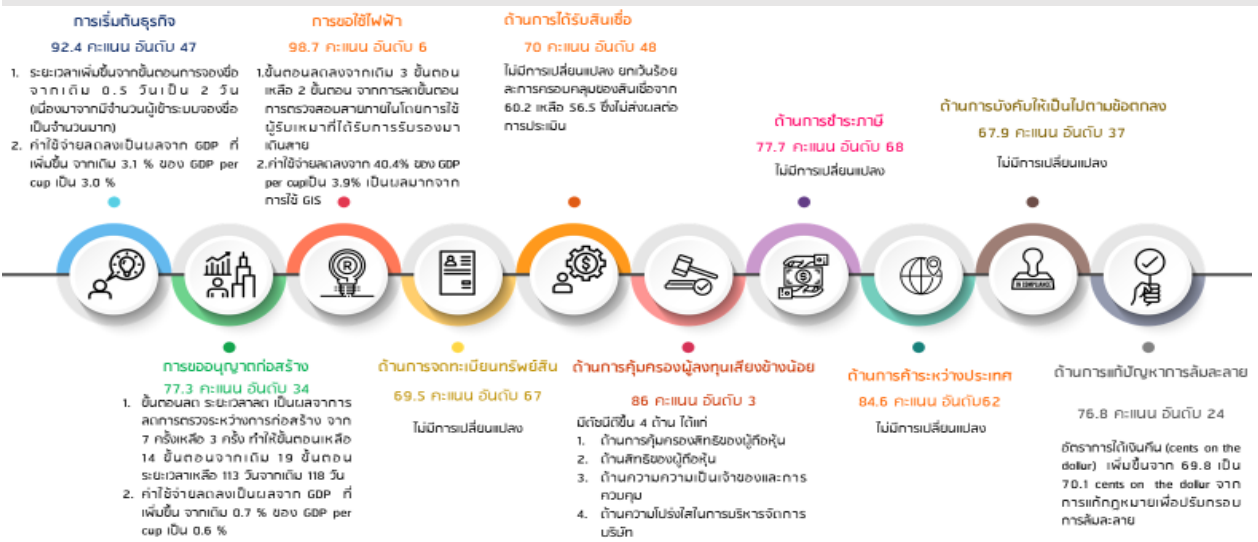 การเริ่มต้นธุรกิจ
92.4 คะแนน อันดับ 47
1. ระยะเวลาเพิ่มขึ้นจากขั้นตอนการจองชื่อ
จากเดิม 0.5 วันเป็น 2 วัน
(เนื่องมาจากมีจำนวนผู้เข้าระบบจองชื่อ
เป็นจำนวนมาก)
2. ค่าใช้จ่ายลดลงเป็นผลจาก GDP ที่
เพิ่มขึ้น จากเดิม 3.1 % ของ GDP per
cup เป็น 3.0 %
การขอใช้ไฟฟ้า
98.7 คะแนน อันดับ 6
1.ขั้นตอนลดลงจากเดิม 3 ขั้นตอน
เหลือ 2 ขั้นตอน จากการลดขั้นตอน
การตรวจสอบสายภายในโดยการใช้
ผู้รับเหมาที่ได้รับการรับรองมา
เดินสาย
2.ค่าใช้จ่ายลดลงจาก 40.4% ของ GDP
per cupเป็น 3.9% เป็นผลมากจาก
การใช้ GIS
ด้านการได้รับสินเชื่อ
70 คะแนน อันดับ 48
ไม่มีการเปลี่ยนแปลง ยกเว้นร้อย
ละการครอบคลุมของสินเชื่อจาก
60.2 เหลือ 56.5 ซึ่งไม่ส่งผลต่อ
การประเมิน
ด้านการชำระภาษี
77.7 คะแนน อันดับ 68
ไม่มีการเปลี่ยนแปลง
ด้านการบังคับให้เป็นไปตามข้อตกลง
67.9 คะแนน อันดับ 37
ไม่มีการเปลี่ยนแปลง
R
IN COMPLIANCE
การขออนุญาตก่อสร้าง
77.3 คะแนน อันดับ 34
1. ขั้นตอนลด ระยะเวลาลด เป็นผลจาการ
ลดการตรวจระหว่างการก่อสร้าง จาก
7 ครั้งเหลือ 3 ครั้ง ทำให้ขั้นตอนเหลือ
14 ขั้นตอนจากเดิม 19 ขั้นตอน
ระยะเวลาเหลือ 113 วันจากเดิม 118 วัน
2. ค่าใช้จ่ายลดลงเป็นผลจาก GDP ที่
เพิ่มขึ้น จากเดิม 0.7 % ของ GDP per
cup เป็น 0.6 %
ด้านการจดทะเบียนทรัพย์สิน
69.5 คะแนน อันดับ 67
ไม่มีการเปลี่ยนแปลง
ด้านการคุ้มครองผู้ลงทุนเสียงข้างน้อย
86 คะแนน อันดับ 3
มีดัชนีดีขึ้น 4 ด้าน ได้แก่
1. ด้านการคุ้มครองสิทธิของผู้ถือหุ้น
2. ด้านสิทธิของผู้ถือหุ้น
3. ด้านความความเป็นเจ้าของและการ
ควบคุม
4. ด้านความโปร่งใสในการบริหารจัดการ
บริษัท
ด้านการค้าระหว่างประเทศ
84.6 คะแนน อันดับ62
ไม่มีการเปลี่ยนแปลง
ด้านการแก้ปัญหาการล้มละลาย
76.8 คะแนน อันดับ 24
อัตราการได้เงินคืน (cents on the
dollur) เพิ่มขึ้นจาก 69.8 เป็น
70.1 cents on the dollur จาก
การแก้กฎหมายเพื่อปรับกรอบ
การล้มละลาย